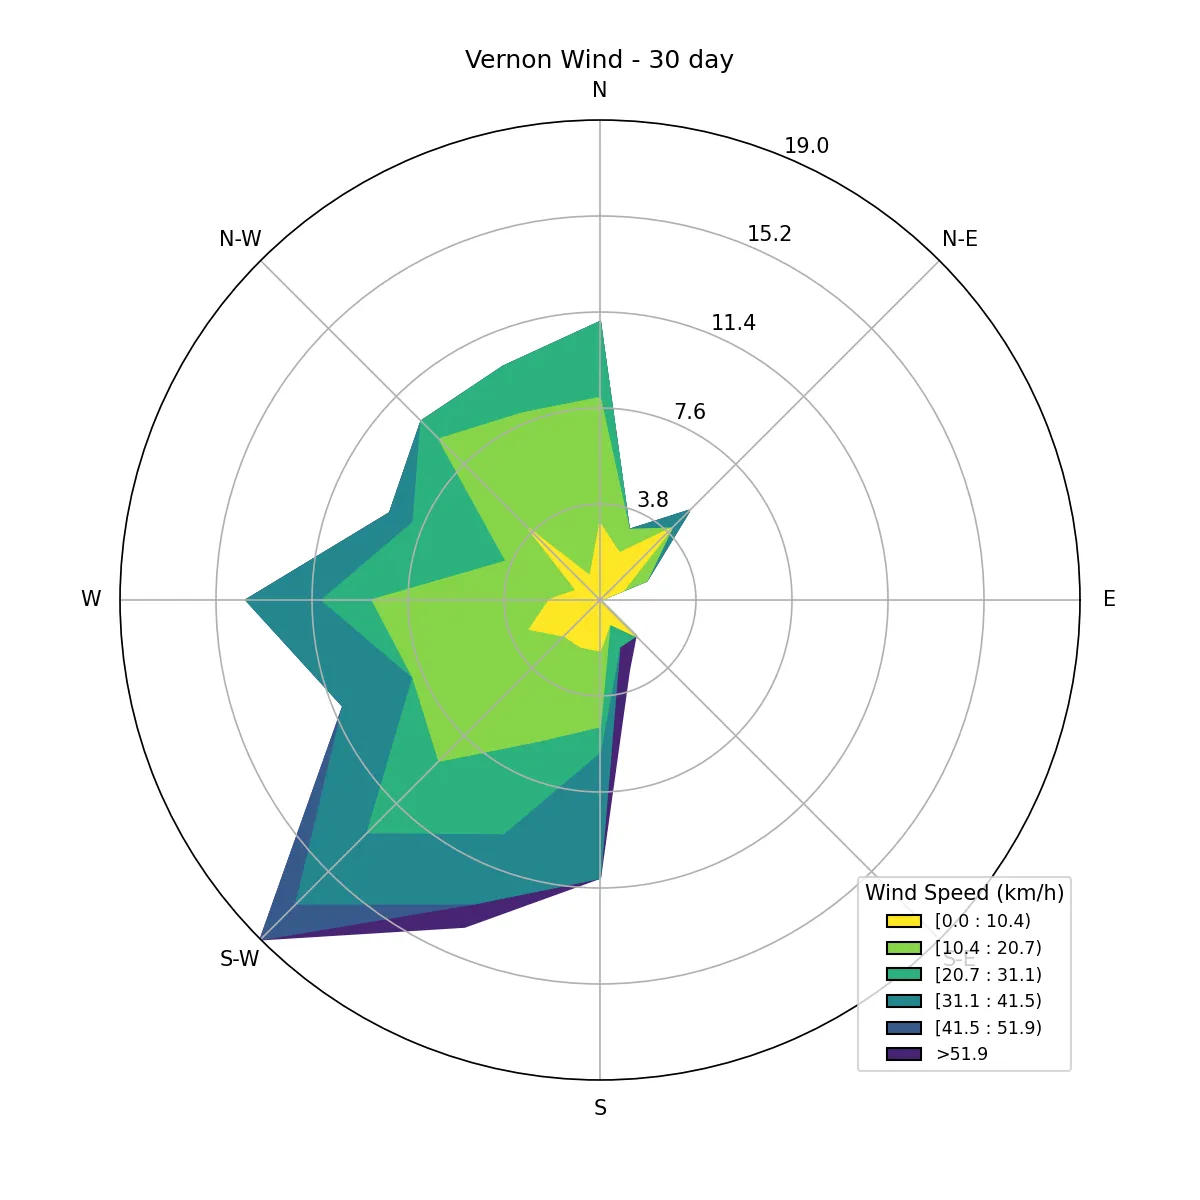 Vernon Wind - 30 day
N
19.0
15.2
N-W
N-E
11.4
7.6
3.8
W
E
Wind Speed (km/h)
[0.0 : 10.4)
[10.4 : 20.7)
S-W
S-E
[20.7 : 31.1)
[31.1 : 41.5)
[41.5 : 51.9)
>51.9
S